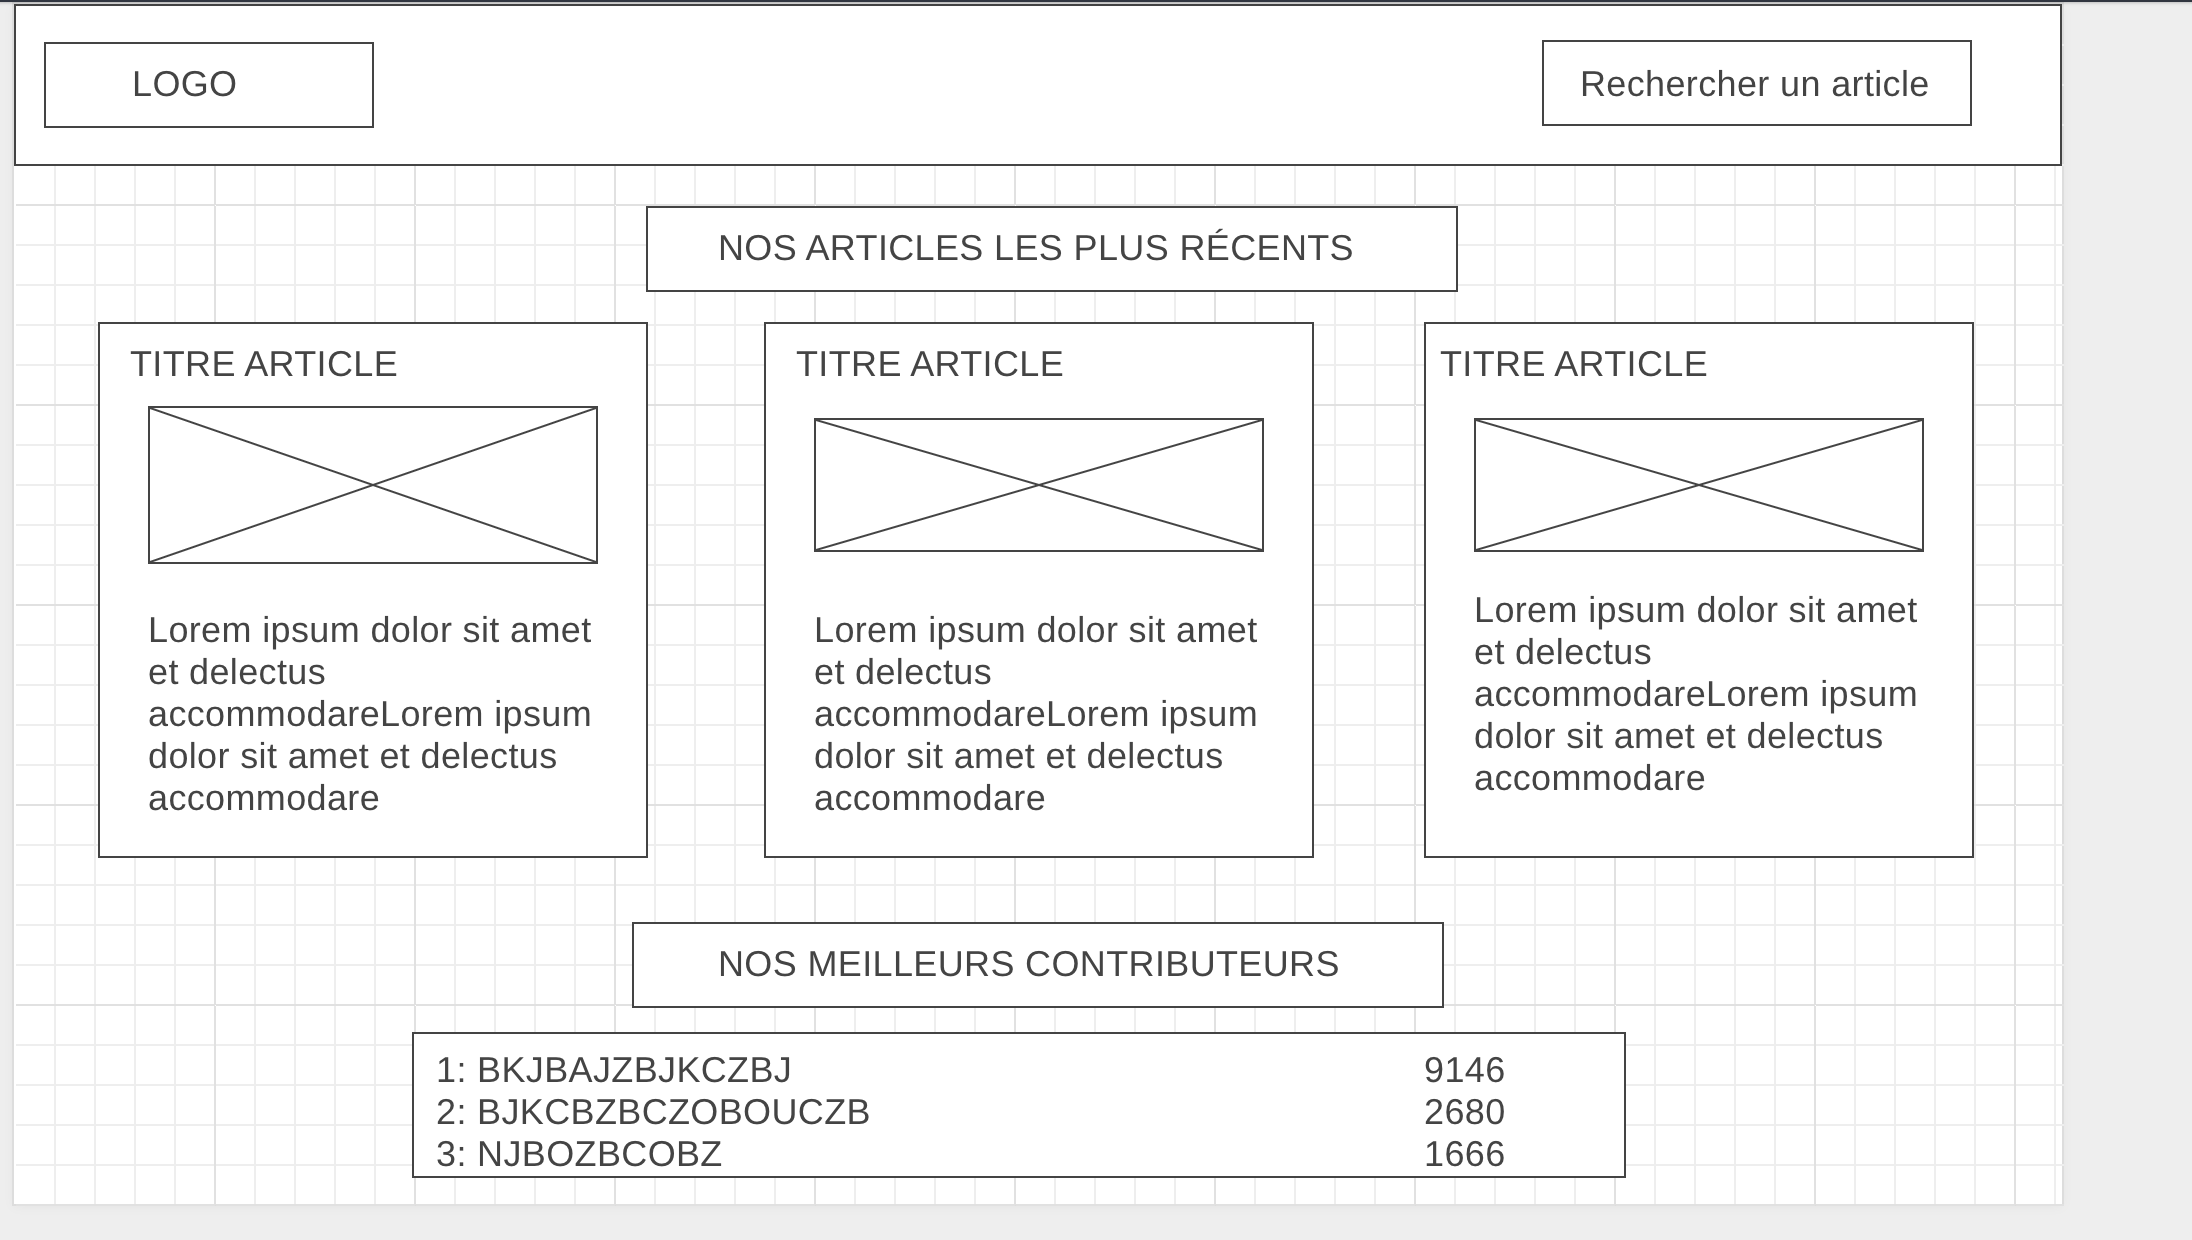 LOGO
Rechercher un article
NOS ARTICLES LES PLUS RÉCENTS
TITRE ARTICLE
Lorem ipsum dolor sit amet
et delectus
accommodareLorem ipsum
dolor sit amet et delectus
accommodare
TITRE ARTICLE
Lorem ipsum dolor sit amet
et delectus
accommodareLorem ipsum
dolor sit amet et delectus
accommodare
TITRE ARTICLE
Lorem ipsum dolor sit amet
et delectus
accommodareLorem ipsum
dolor sit amet et delectus
accommodare
NOS MEILLEURS CONTRIBUTEURS
1: BKJBAJZBJKCZBJ 9146
2: BJKCBZBCZOBOUCZB 2680
3: NJBOZBCOBZ 1666